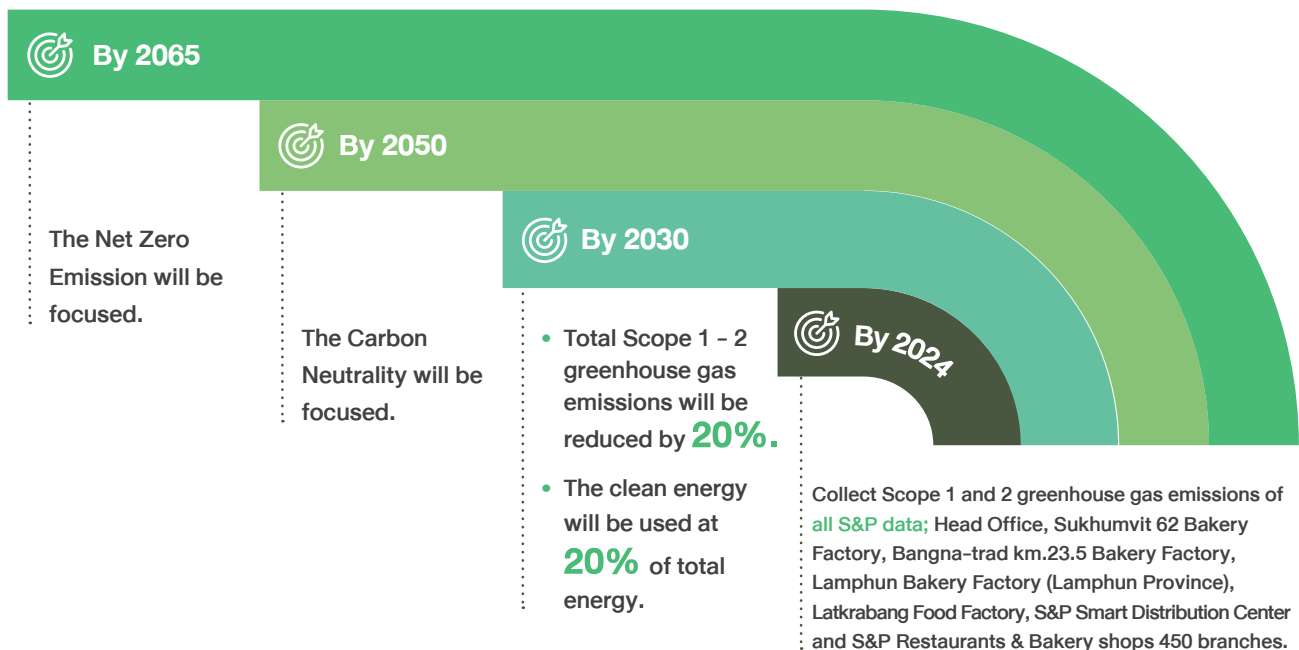 By 2065
The Net Zero
Emission will be
focused.
By 2050
The Carbon
Neutrality will be
focused.
By 2030
• Total Scope 1 - 2
greenhouse gas
emissions will be
reduced by 20%.
• The clean energy
will be used at
20% of total
energy.
By 2024
Collect Scope 1 and 2 greenhouse gas emissions of
all S&P data; Head Office, Sukhumvit 62 Bakery
Factory, Bangna-trad km.23.5 Bakery Factory,
Lamphun Bakery Factory (Lamphun Province),
Latkrabang Food Factory, S&P Smart Distribution Center
and S&P Restaurants & Bakery shops 450 branches.